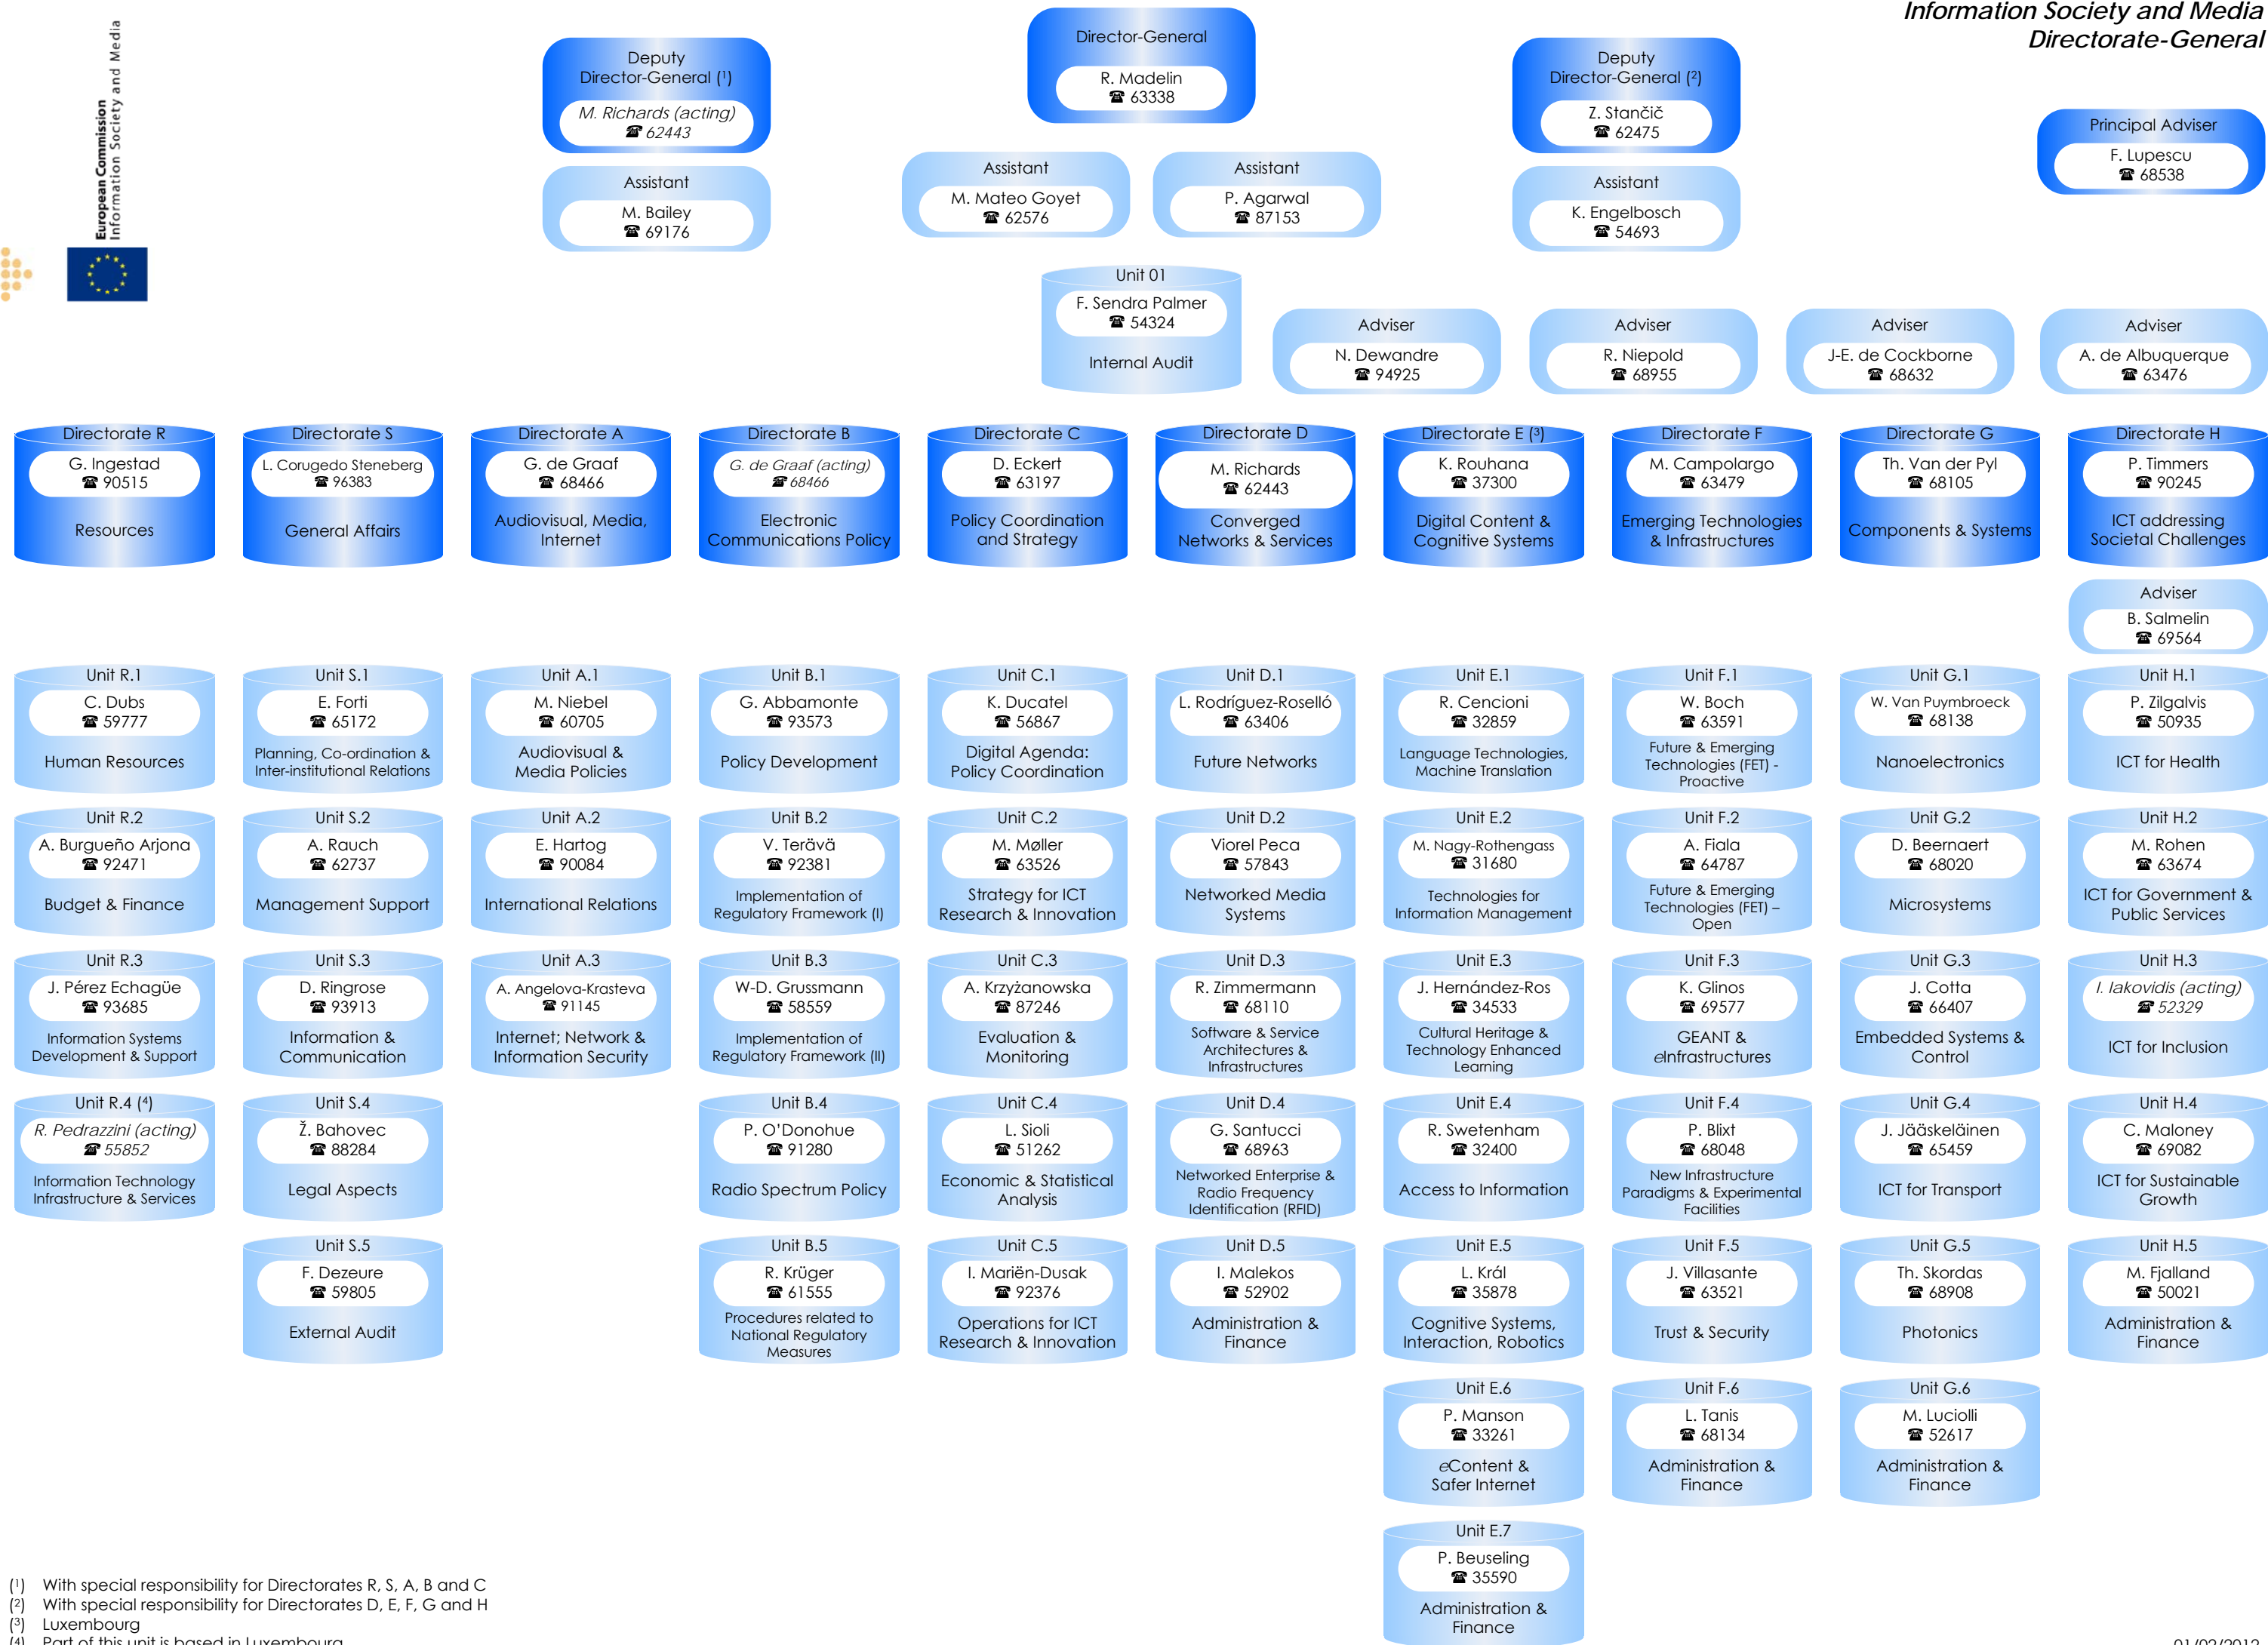 Information Society and Media
Directorate-General
European Commission
Information Society and Media
Deputy
Director-General (¹)
M. Richards (acting)
☎ 62443
Assistant
M. Bailey
☎ 69176
Director-General
R. Madelin
☎ 63338
Assistant
M. Mateo Goyet
☎ 62576
Assistant
P. Agarwal
☎ 87153
Deputy
Director-General (²)
Z. Stančič
☎ 62475
Assistant
K. Engelbosch
☎ 54693
Principal Adviser
F. Lupescu
☎ 68538
Unit 01
F. Sendra Palmer
☎ 54324
Internal Audit
Adviser
N. Dewandre
☎ 94925
Adviser
R. Niepold
☎ 68955
Adviser
J-E. de Cockborne
☎ 68632
Adviser
A. de Albuquerque
☎ 63476
Directorate R
G. Ingestad
☎ 90515
Resources
Directorate S
L. Corugedo Steneberg
☎ 96383
General Affairs
Directorate A
G. de Graaf
☎ 68466
Audiovisual, Media,
Internet
Directorate B
G. de Graaf (acting)
☎ 68466
Electronic
Communications Policy
Directorate C
D. Eckert
☎ 63197
Policy Coordination
and Strategy
Directorate D
M. Richards
☎ 62443
Converged
Networks & Services
Directorate E (³)
K. Rouhana
☎ 37300
Digital Content &
Cognitive Systems
Directorate F
M. Campolargo
☎ 63479
Emerging Technologies
& Infrastructures
Directorate G
Th. Van der Pyl
☎ 68105
Components & Systems
Directorate H
P. Timmers
☎ 90245
ICT addressing
Societal Challenges
Adviser
B. Salmelin
☎ 69564
Unit R.1
C. Dubs
☎ 59777
Human Resources
Unit S.1
E. Forti
☎ 65172
Planning, Co-ordination &
Inter-institutional Relations
Unit A.1
M. Niebel
☎ 60705
Audiovisual &
Media Policies
Unit B.1
G. Abbamonte
☎ 93573
Policy Development
Unit C.1
K. Ducatel
☎ 56867
Digital Agenda:
Policy Coordination
Unit D.1
L. Rodríguez-Roselló
☎ 63406
Future Networks
Unit E.1
R. Cencioni
☎ 32859
Language Technologies,
Machine Translation
Unit F.1
W. Boch
☎ 63591
Future & Emerging
Technologies (FET) -
Proactive
Unit G.1
W. Van Puymbroeck
☎ 68138
Nanoelectronics
Unit H.1
P. Zilgalvis
☎ 50935
ICT for Health
Unit R.2
A. Burgueño Arjona
☎ 92471
Budget & Finance
Unit S.2
A. Rauch
☎ 62737
Management Support
Unit A.2
E. Hartog
☎ 90084
International Relations
Unit B.2
V. Terävä
☎ 92381
Implementation of
Regulatory Framework (I)
Unit C.2
M. Møller
☎ 63526
Strategy for ICT
Research & Innovation
Unit D.2
Viorel Peca
☎ 57843
Networked Media
Systems
Unit E.2
M. Nagy-Rothengass
☎ 31680
Technologies for
Information Management
Unit F.2
A. Fiala
☎ 64787
Future & Emerging
Technologies (FET) –
Open
Unit G.2
D. Beernaert
☎ 68020
Microsystems
Unit H.2
M. Rohen
☎ 63674
ICT for Government &
Public Services
Unit R.3
J. Pérez Echagüe
☎ 93685
Information Systems
Development & Support
Unit S.3
D. Ringrose
☎ 93913
Information &
Communication
Unit A.3
A. Angelova-Krasteva
☎ 91145
Internet; Network &
Information Security
Unit B.3
W-D. Grussmann
☎ 58559
Implementation of
Regulatory Framework (II)
Unit C.3
A. Krzyżanowska
☎ 87246
Evaluation &
Monitoring
Unit D.3
R. Zimmermann
☎ 68110
Software & Service
Architectures &
Infrastructures
Unit E.3
J. Hernández-Ros
☎ 34533
Cultural Heritage &
Technology Enhanced
Learning
Unit F.3
K. Glinos
☎ 69577
GEANT &
eInfrastructures
Unit G.3
J. Cotta
☎ 66407
Embedded Systems &
Control
Unit H.3
I. Iakovidis (acting)
☎ 52329
ICT for Inclusion
Unit R.4 (⁴)
R. Pedrazzini (acting)
☎ 55852
Information Technology
Infrastructure & Services
Unit S.4
Ž. Bahovec
☎ 88284
Legal Aspects
Unit B.4
P. O’Donohue
☎ 91280
Radio Spectrum Policy
Unit C.4
L. Sioli
☎ 51262
Economic & Statistical
Analysis
Unit D.4
G. Santucci
☎ 68963
Networked Enterprise &
Radio Frequency
Identification (RFID)
Unit E.4
R. Swetenham
☎ 32400
Access to Information
Unit F.4
P. Blixt
☎ 68048
New Infrastructure
Paradigms & Experimental
Facilities
Unit G.4
J. Jääskeläinen
☎ 65459
ICT for Transport
Unit H.4
C. Maloney
☎ 69082
ICT for Sustainable
Growth
Unit S.5
F. Dezeure
☎ 59805
External Audit
Unit B.5
R. Krüger
☎ 61555
Procedures related to
National Regulatory
Measures
Unit C.5
I. Mariën-Dusak
☎ 92376
Operations for ICT
Research & Innovation
Unit D.5
I. Malekos
☎ 52902
Administration &
Finance
Unit E.5
L. Král
☎ 35878
Cognitive Systems,
Interaction, Robotics
Unit F.5
J. Villasante
☎ 63521
Trust & Security
Unit G.5
Th. Skordas
☎ 68908
Photonics
Unit H.5
M. Fjalland
☎ 50021
Administration &
Finance
Unit E.6
P. Manson
☎ 33261
eContent &
Safer Internet
Unit F.6
L. Tanis
☎ 68134
Administration &
Finance
Unit G.6
M. Luciolli
☎ 52617
Administration &
Finance
Unit E.7
P. Beuseling
☎ 35590
Administration &
Finance
(¹) With special responsibility for Directorates R, S, A, B and C
(²) With special responsibility for Directorates D, E, F, G and H
(³) Luxembourg
(⁴) Part of this unit is based in Luxembourg
01/02/2012